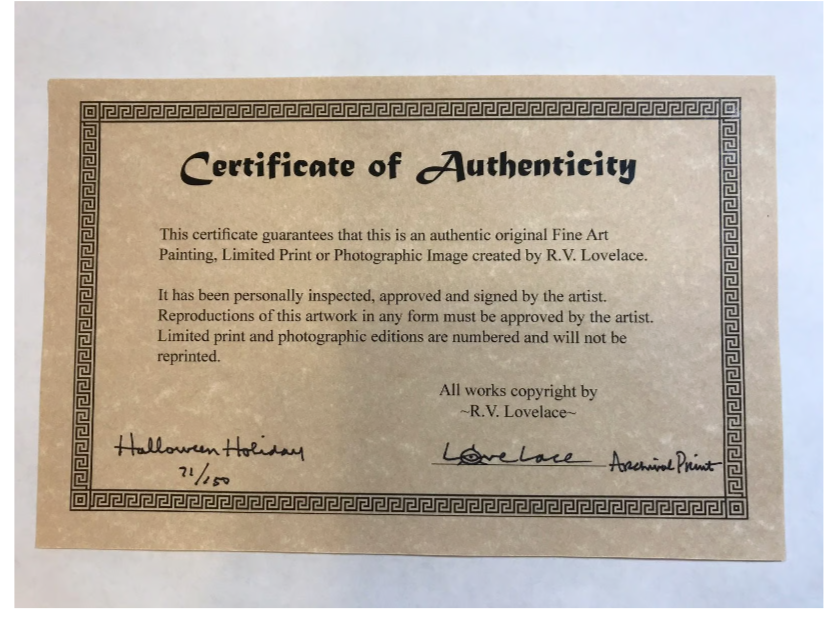 Certificate of Authenticity
This certificate guarantees that this is an authentic original Fine Art
Painting, Limited Print or Photographic Image created by R.V. Lovelace.
It has been personally inspected, approved and signed by the artist.
Reproductions of this artwork in any form must be approved by the artist.
Limited print and photographic editions are numbered and will not be
reprinted.
All works copyright by
~R.V. Lovelace~
Halloween Holiday
71/150
Lovelace Archival Print